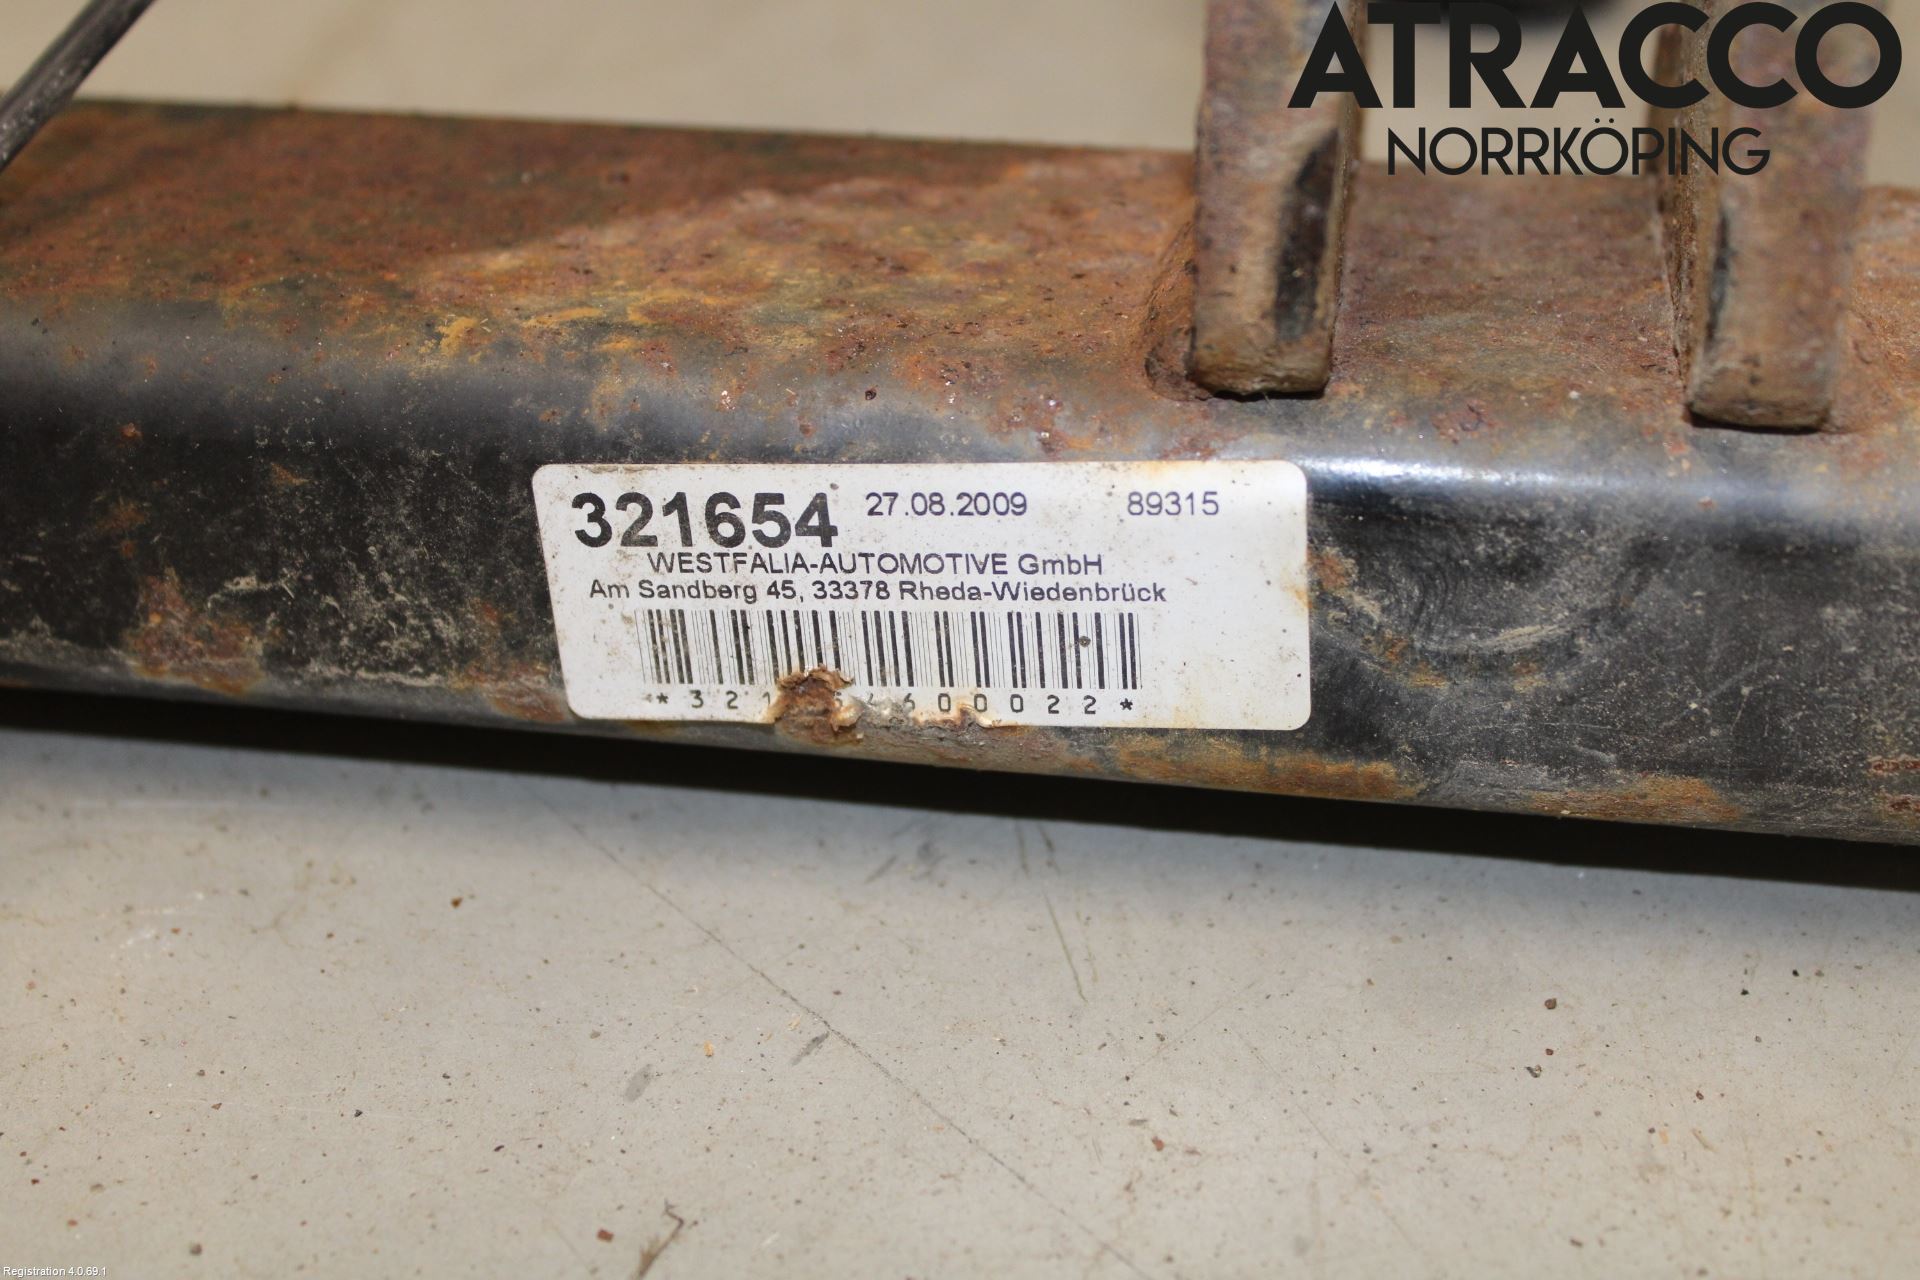 ATRACCO
NORRKÖPING
321654 27.08.2009 89315
WESTFALIA-AUTOMOTIVE GmbH
Am Sandberg 45, 33378 Rheda-Wiedenbrück
Registration 4.0.69.1